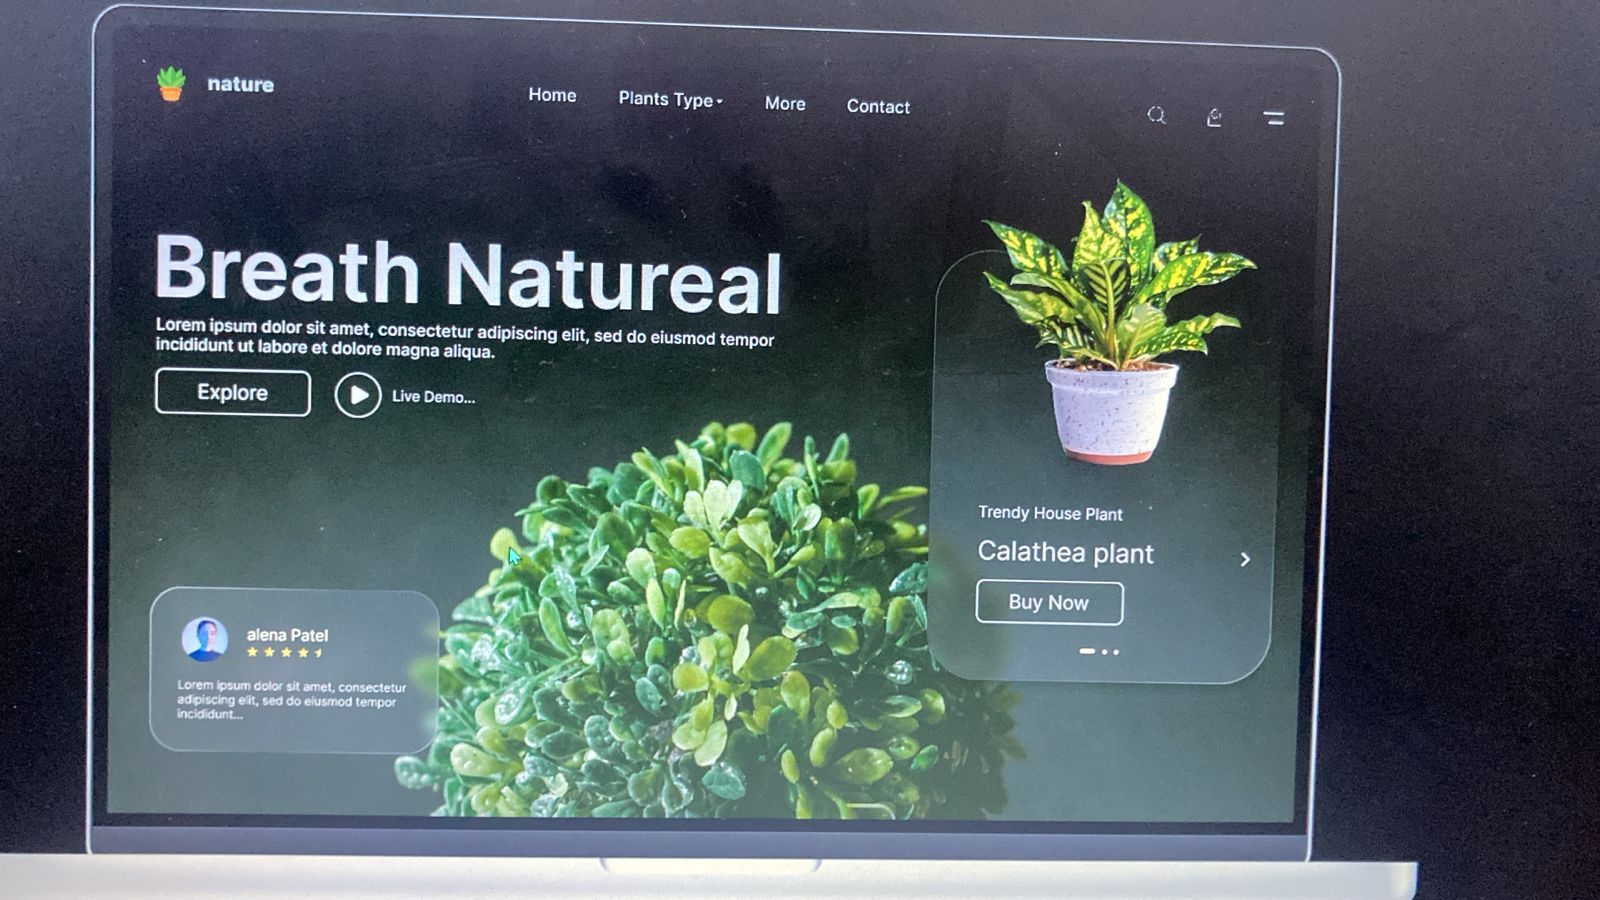 nature
Home
Plants Type
More
Contact
Breath Natureal
Lorem ipsum dolor sit amet, consectetur adipiscing elit, sed do eiusmod tempor
incididunt ut labore et dolore magna aliqua.
Explore
Live Demo...
Trendy House Plant
Calathea plant
Buy Now
alena Patel
Lorem ipsum dolor sit amet, consectetur
adipiscing elit, sed do eiusmod tempor
incididunt...